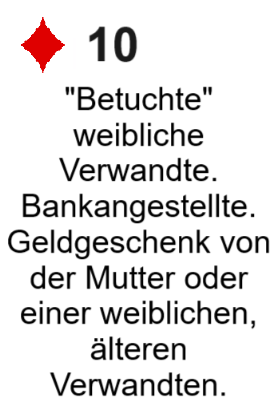 10
"Betuchte"
weibliche
Verwandte.
Bankangestellte.
Geldgeschenk von
der Mutter oder
einer weiblichen,
älteren
Verwandten.